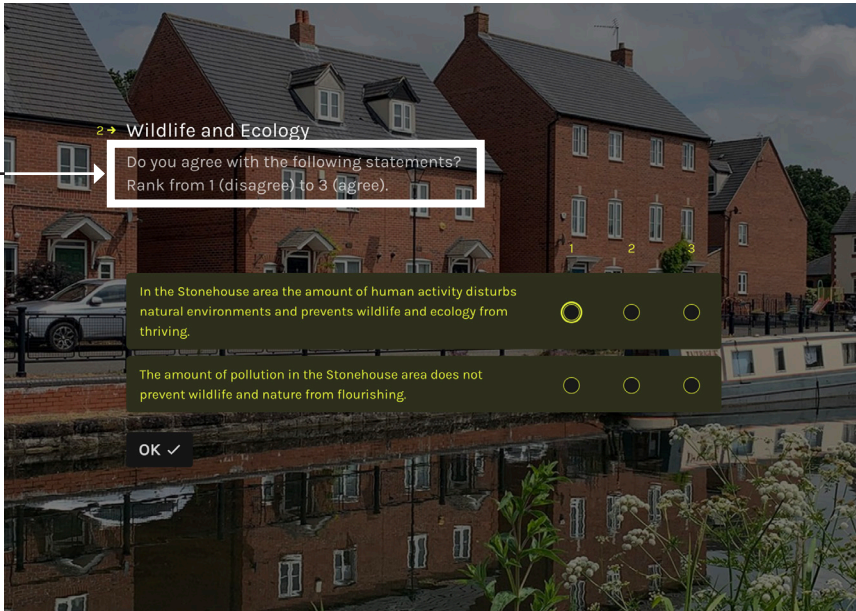 2→ Wildlife and Ecology
Do you agree with the following statements?
Rank from 1 (disagree) to 3 (agree).
1 2 3
In the Stonehouse area the amount of human activity disturbs
natural environments and prevents wildlife and ecology from
thriving.
The amount of pollution in the Stonehouse area does not
prevent wildlife and nature from flourishing.
OK ✓